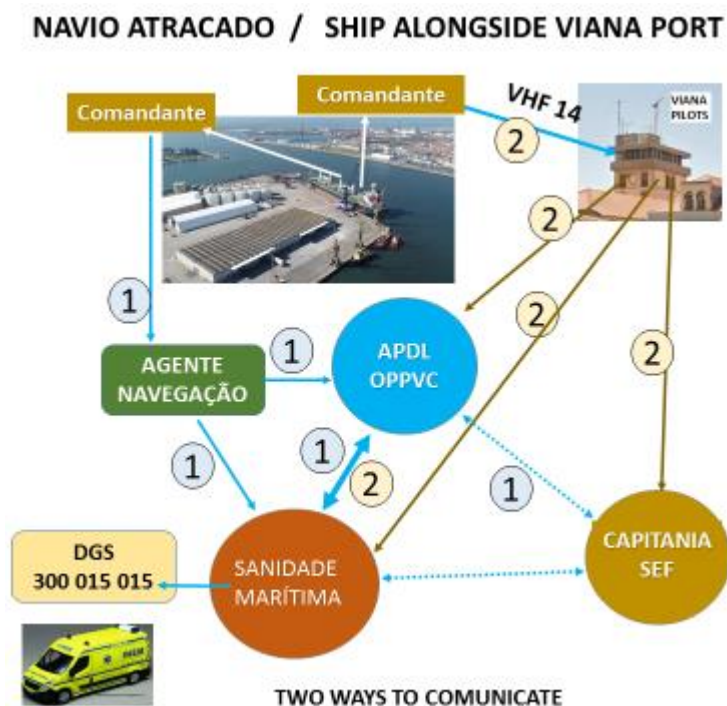 NAVIO ATRACADO / SHIP ALONGSIDE VIANA PORT
Comandante
Comandante
VHF 14
VIANA
PILOTS
2
2
1
1
APDL
OPPVC
2
2
AGENTE
NAVEGAÇÃO
1
1
2
1
DGS
300 015 015
SANIDADE
MARÍTIMA
CAPITANIA
SEF
TWO WAYS TO COMUNICATE